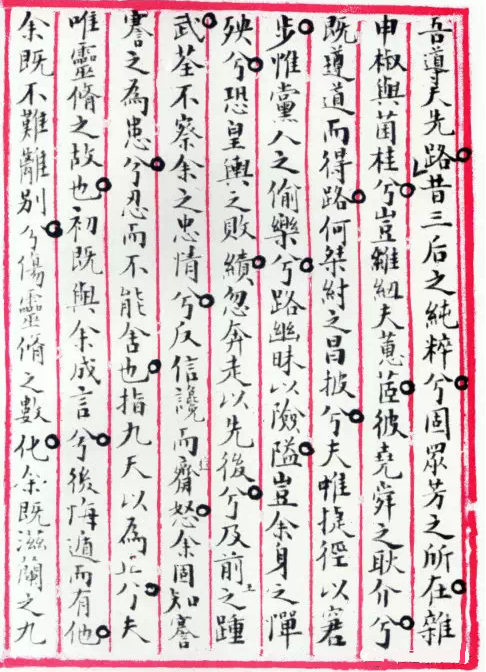 吾導夫先路昔三后之純粹兮固眾芳之所在雜
申椒與菌桂兮豈維紉夫蕙茝彼堯舜之耿介兮
既遵道而得路何桀紂之昌披兮夫惟捷徑以窘
步惟黨人之偷樂兮路幽昧以險隘豈余身之憚
殃兮恐皇輿之敗績忽奔走以先後兮及前王之踵
武荃不察余之忠情兮反信讒而齌怒余固知謇
謇之為患兮忍而不能舍也指九天以為正兮夫
唯靈脩之故也初既與余成言兮後悔遁而有他
余既不難離別兮傷靈脩之數化余既滋蘭之九